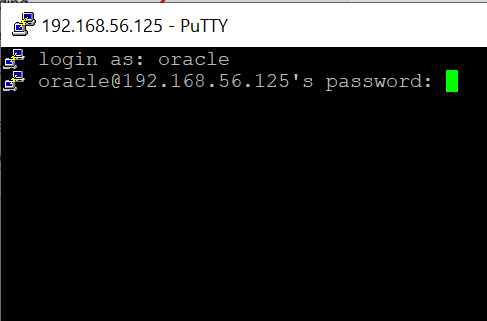 192.168.56.125 - PuTTY
login as: oracle
oracle@192.168.56.125's password: